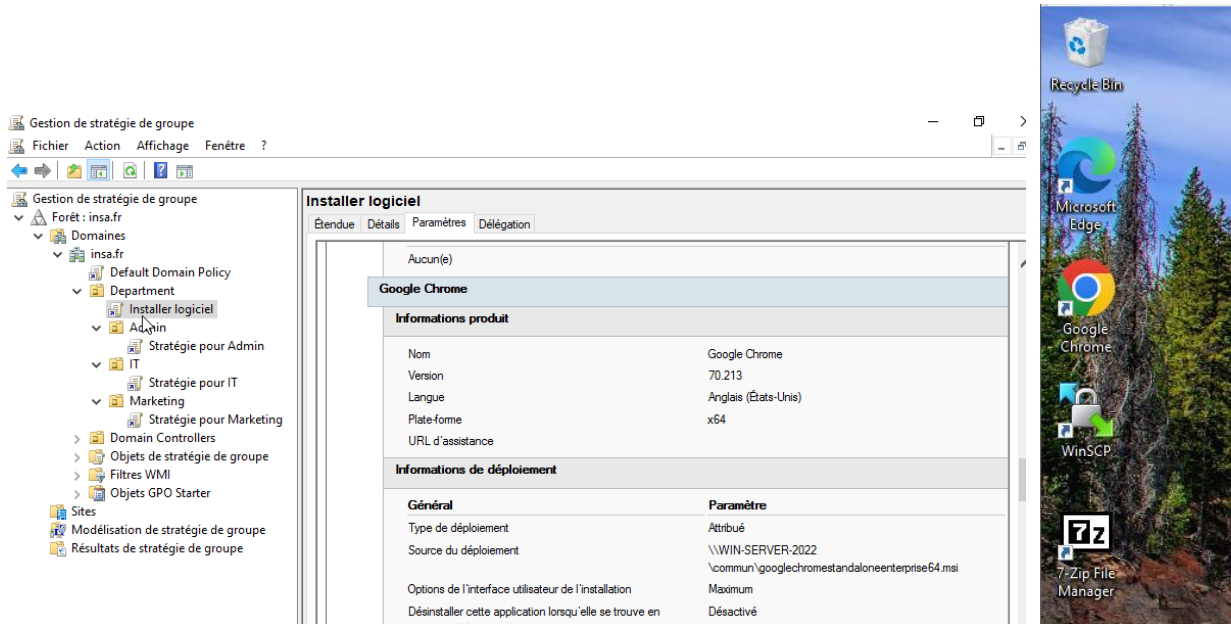 Gestion de stratégie de groupe
Fichier Action Affichage Fenêtre ?
Gestion de stratégie de groupe
Forêt : insa.fr
Domaines
insa.fr
Default Domain Policy
Department
Installer logiciel
Admin
Stratégie pour Admin
IT
Stratégie pour IT
Marketing
Stratégie pour Marketing
Domain Controllers
Objets de stratégie de groupe
Filtres WMI
Objets GPO Starter
Sites
Modélisation de stratégie de groupe
Résultats de stratégie de groupe
Installer logiciel
Étendue Détails Paramètres Délégation
Aucun(e)
Google Chrome
Informations produit
Nom Google Chrome
Version 70.213
Langue Anglais (États-Unis)
Plate-forme x64
URL d'assistance
Informations de déploiement
Général Paramètre
Type de déploiement Attribué
Source du déploiement \\WIN-SERVER-2022
\commun\googlechromestandaloneenterprise64.msi
Options de l'interface utilisateur de l'installation Maximum
Désinstaller cette application lorsqu'elle se trouve en Désactivé
Recycle Bin
Microsoft
Edge
Google
Chrome
WinSCP
7z
7-Zip File
Manager